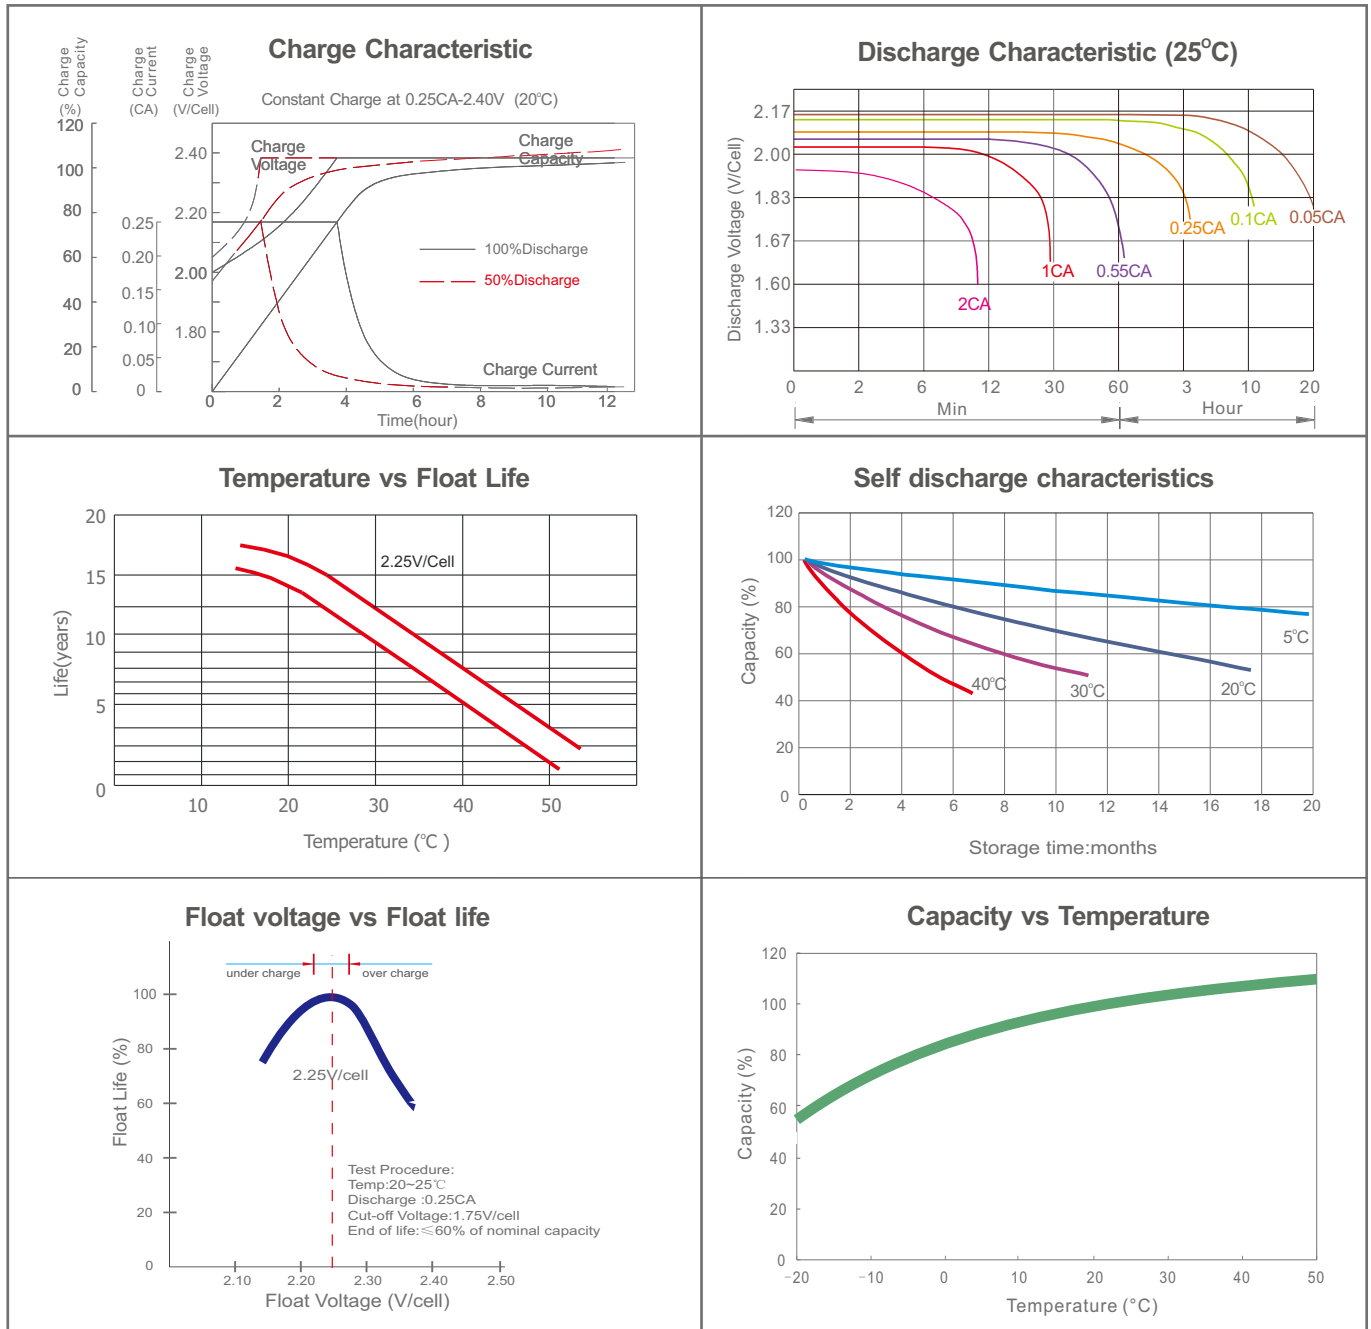 Charge Characteristic
Charge
Capacity
(%)
Charge
Current
(CA)
Charge
Voltage
(V/Cell)
Constant Charge at 0.25CA-2.40V (20°C)
120
100
80
60
40
20
0
0.25
0.20
0.15
0.10
0.05
0
2.40
2.20
2.00
1.80
Charge
Voltage
Charge
Capacity
100%Discharge
50%Discharge
Charge Current
0 2 4 6 8 10 12
Time(hour)
Discharge Characteristic (25°C)
Discharge Voltage (V/Cell)
2.17
2.00
1.83
1.67
1.60
1.33
2CA
1CA
0.55CA
0.25CA
0.1CA
0.05CA
0 2 6 12 30 60 3 10 20
Min Hour
Temperature vs Float Life
Life(years)
20
15
10
5
0
2.25V/Cell
10 20 30 40 50
Temperature (°C )
Self discharge characteristics
Capacity (%)
120
100
80
60
40
20
0
5°C
40°C
30°C
20°C
0 2 4 6 8 10 12 14 16 18 20
Storage time:months
Float voltage vs Float life
under charge
over charge
Float Life (%)
100
80
60
40
20
0
2.25V/cell
Test Procedure:
Temp:20~25℃
Discharge :0.25CA
Cut-off Voltage:1.75V/cell
End of life:≤60% of nominal capacity
2.10 2.20 2.30 2.40 2.50
Float Voltage (V/cell)
Capacity vs Temperature
Capacity (%)
120
100
80
60
40
20
0
−20 −10 0 10 20 30 40 50
Temperature (°C)